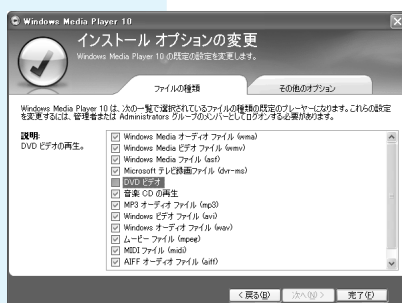 Windows Media Player 10
インストール オプションの変更
Windows Media Player 10 の既定の設定を変更します。
ファイルの種類
その他のオプション
Windows Media Player 10 は、次の一覧で選択されているファイルの種類の既定のプレーヤーになります。これらの設定
を変更するには、管理者または Administrators グループのメンバーとしてログオンする必要があります。
説明:
DVD ビデオの再生。
Windows Media オーディオ ファイル (wma)
Windows Media ビデオ ファイル (wmv)
Windows Media ファイル (asf)
Microsoft テレビ録画ファイル (dvr-ms)
DVD ビデオ
音楽 CD の再生
MP3 オーディオ ファイル (mp3)
Windows ビデオ ファイル (avi)
Windows オーディオ ファイル (wav)
ムービー ファイル (mpeg)
MIDI ファイル (midi)
AIFF オーディオ ファイル (aiff)
< 戻る(B)
次へ(N) >
完了(F)